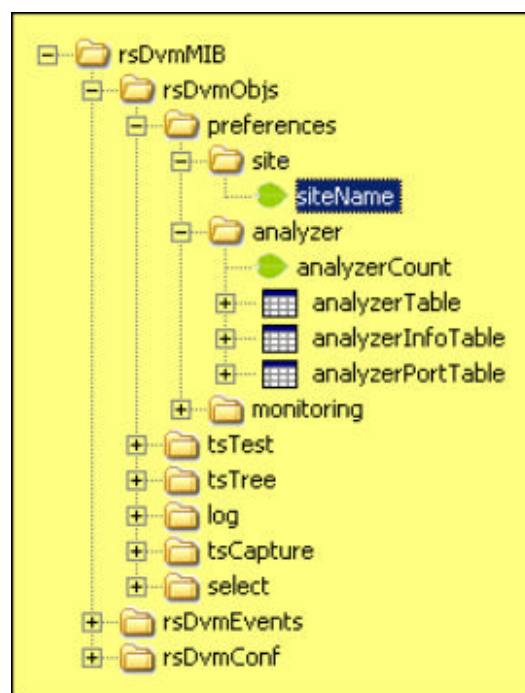 rsDvmMIB
rsDvmObjs
preferences
site
siteName
analyzer
analyzerCount
analyzerTable
analyzerInfoTable
analyzerPortTable
monitoring
tsTest
tsTree
log
tsCapture
select
rsDvmEvents
rsDvmConf